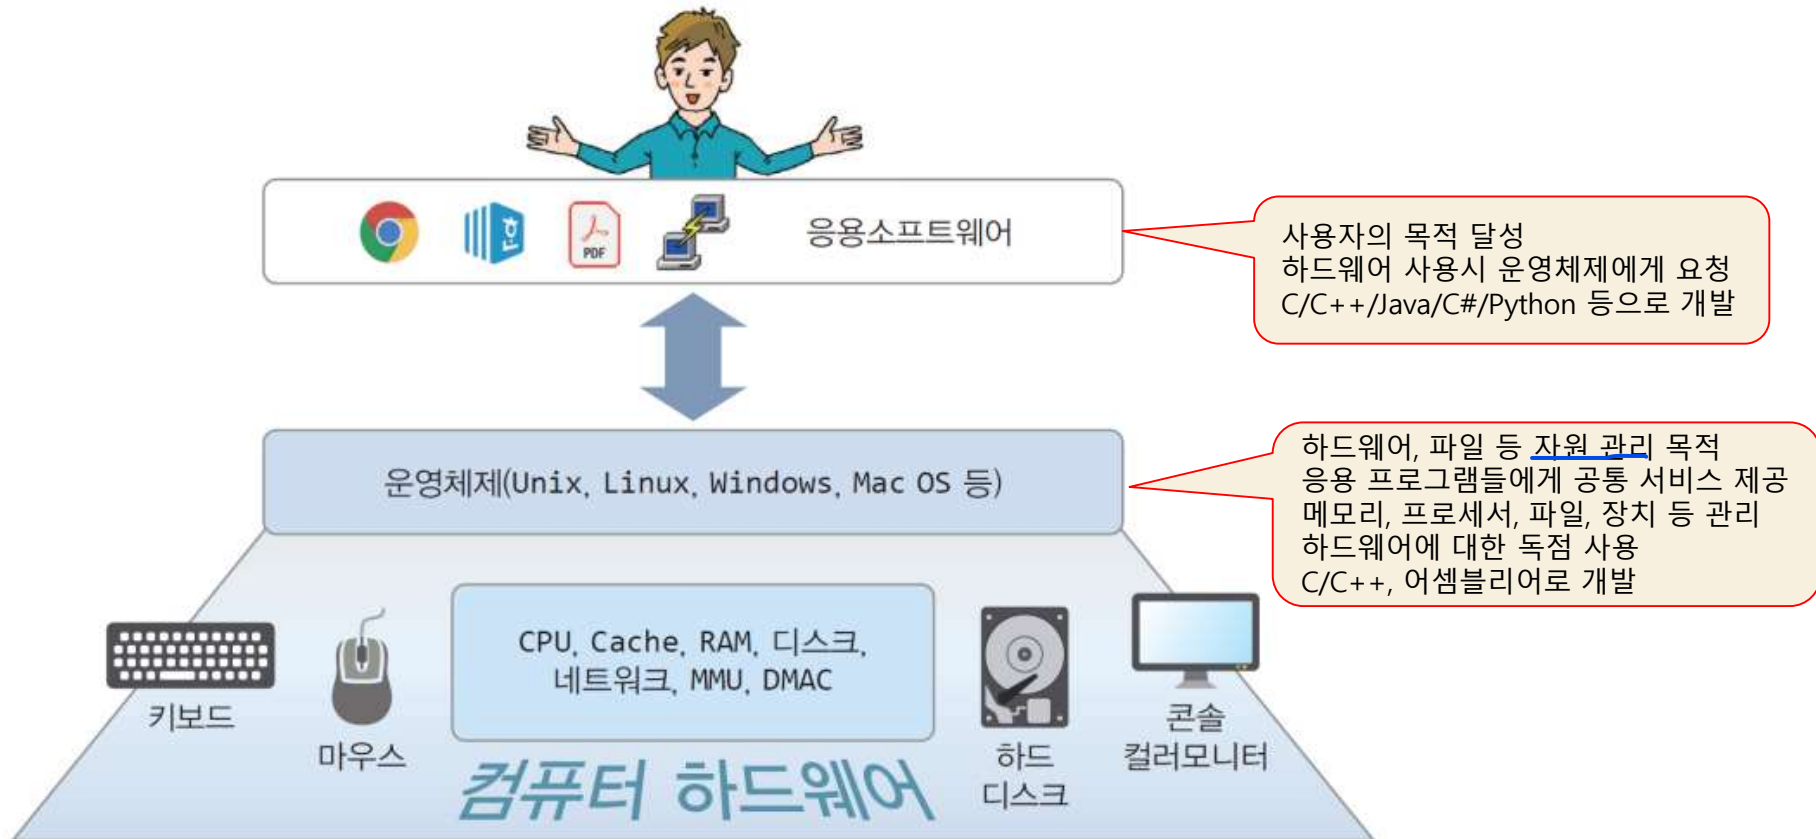 PDF
응용소프트웨어
사용자의 목적 달성
하드웨어 사용시 운영체제에게 요청
C/C++/Java/C#/Python 등으로 개발
운영체제(Unix, Linux, Windows, Mac OS 등)
하드웨어, 파일 등 자원 관리 목적
응용 프로그램들에게 공통 서비스 제공
메모리, 프로세서, 파일, 장치 등 관리
하드웨어에 대한 독점 사용
C/C++, 어셈블리어로 개발
CPU, Cache, RAM, 디스크,
네트워크, MMU, DMAC
키보드
마우스
하드
디스크
콘솔
컬러모니터
컴퓨터 하드웨어